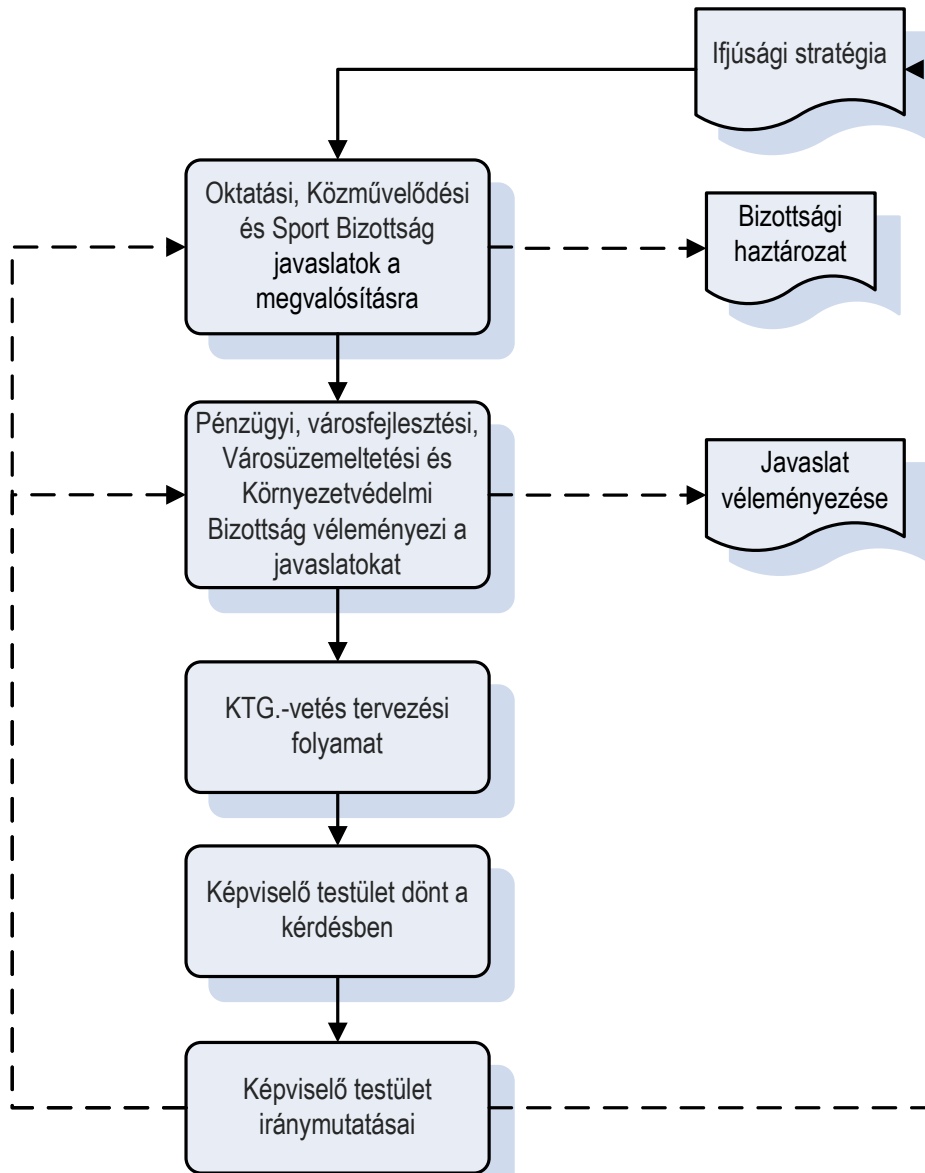 Ifjúsági stratégia
Oktatási, Közművelődési
és Sport Bizottság
javaslatok a
megvalósításra
Bizottsági
haztározat
Pénzügyi, városfejlesztési,
Városüzemeltetési és
Környezetvédelmi
Bizottság véleményezi a
javaslatokat
Javaslat
véleményezése
KTG.-vetés tervezési
folyamat
Képviselő testület dönt a
kérdésben
Képviselő testület
iránymutatásai